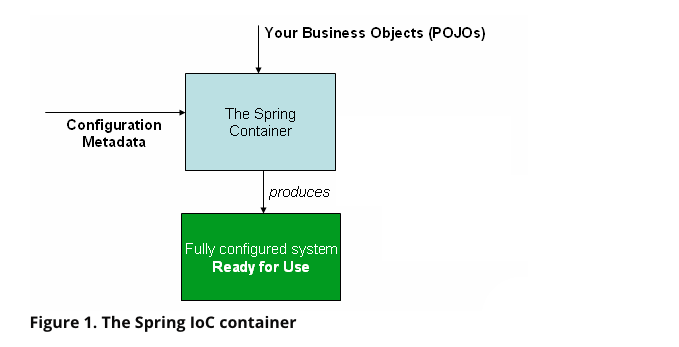 Your Business Objects (POJOs)
The Spring
Container
Configuration
Metadata
produces
Fully configured system
Ready for Use
Figure 1. The Spring IoC container